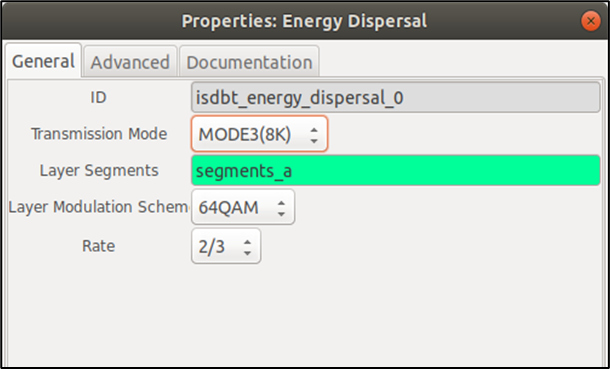 Properties: Energy Dispersal
General Advanced Documentation
ID isdbt_energy_dispersal_0
Transmission Mode MODE3(8K)
Layer Segments segments_a
Layer Modulation Schem 64QAM
Rate 2/3